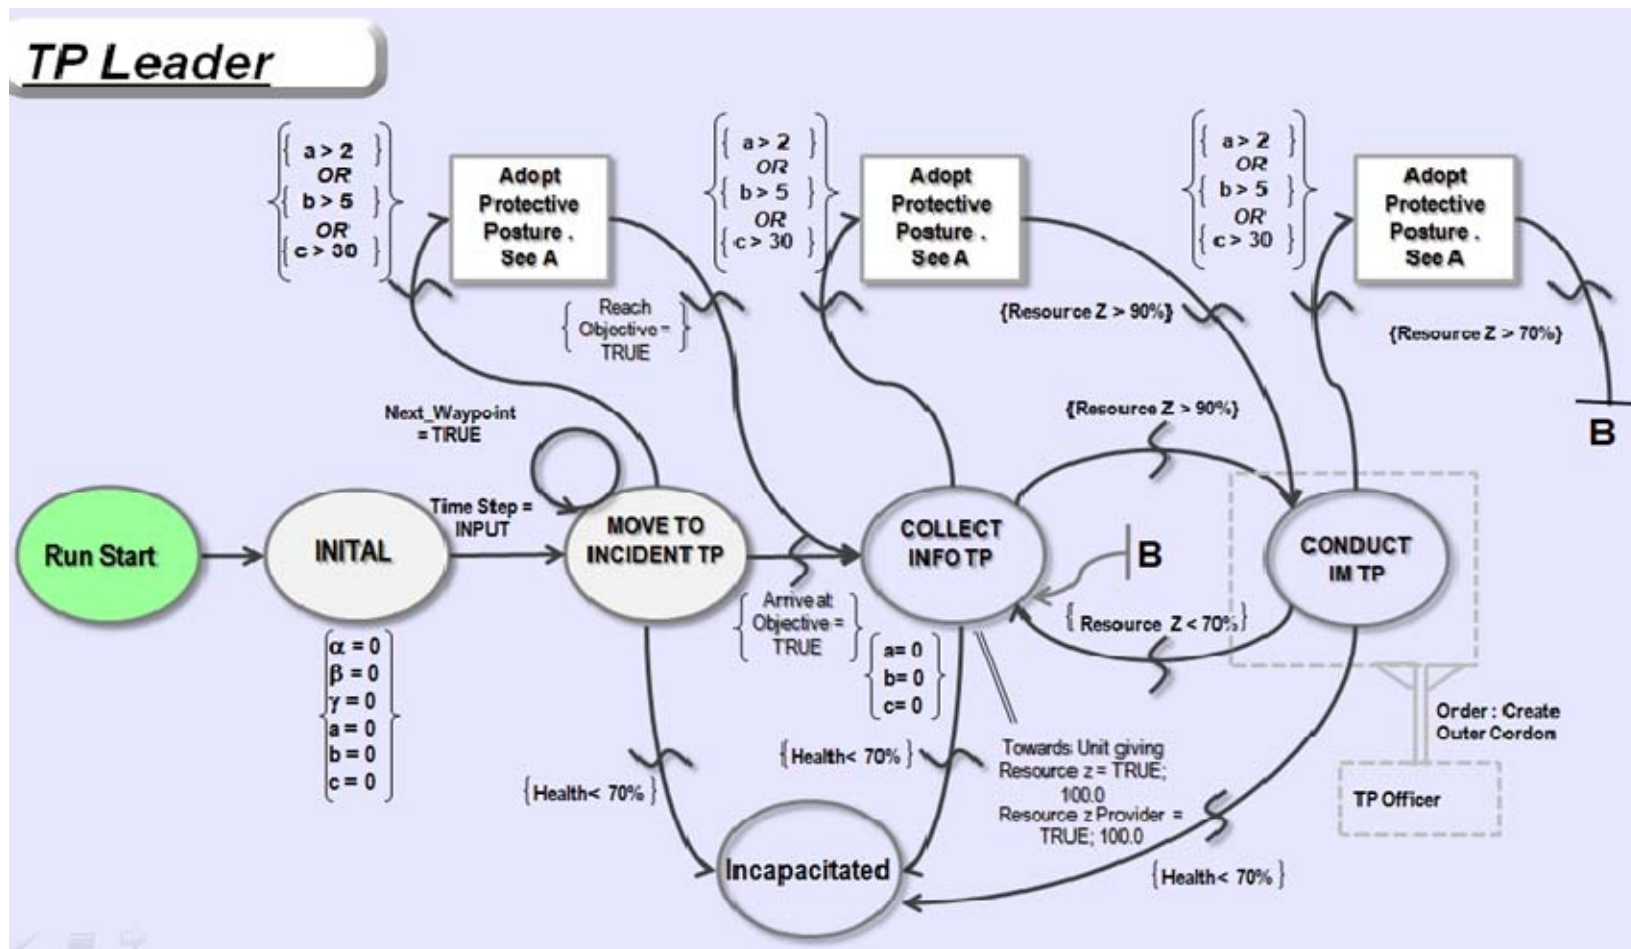 TP Leader
{ a > 2 }
OR
{ b > 5 }
OR
{ c > 30 }
Adopt
Protective
Posture .
See A
{ a > 2 }
OR
{ b > 5 }
OR
{ c > 30 }
Adopt
Protective
Posture .
See A
{ a > 2 }
OR
{ b > 5 }
OR
{ c > 30 }
Adopt
Protective
Posture .
See A
Reach
Objective =
TRUE
{Resource Z > 90%}
{Resource Z > 70%}
B
Next_Waypoint
= TRUE
{Resource Z > 90%}
Run Start
INITAL
Time Step =
INPUT
MOVE TO
INCIDENT TP
COLLECT
INFO TP
B
CONDUCT
IM TP
Arrive at
Objective =
TRUE
{ Resource Z < 70%}
α = 0
β = 0
γ = 0
a = 0
b = 0
c = 0
a= 0
b= 0
c= 0
{Health< 70% }
{Health< 70% }
Towards Unit giving
Resource z = TRUE;
100.0
Resource z Provider =
TRUE; 100.0
Order : Create
Outer Cordon
TP Officer
Incapacitated
{Health< 70% }